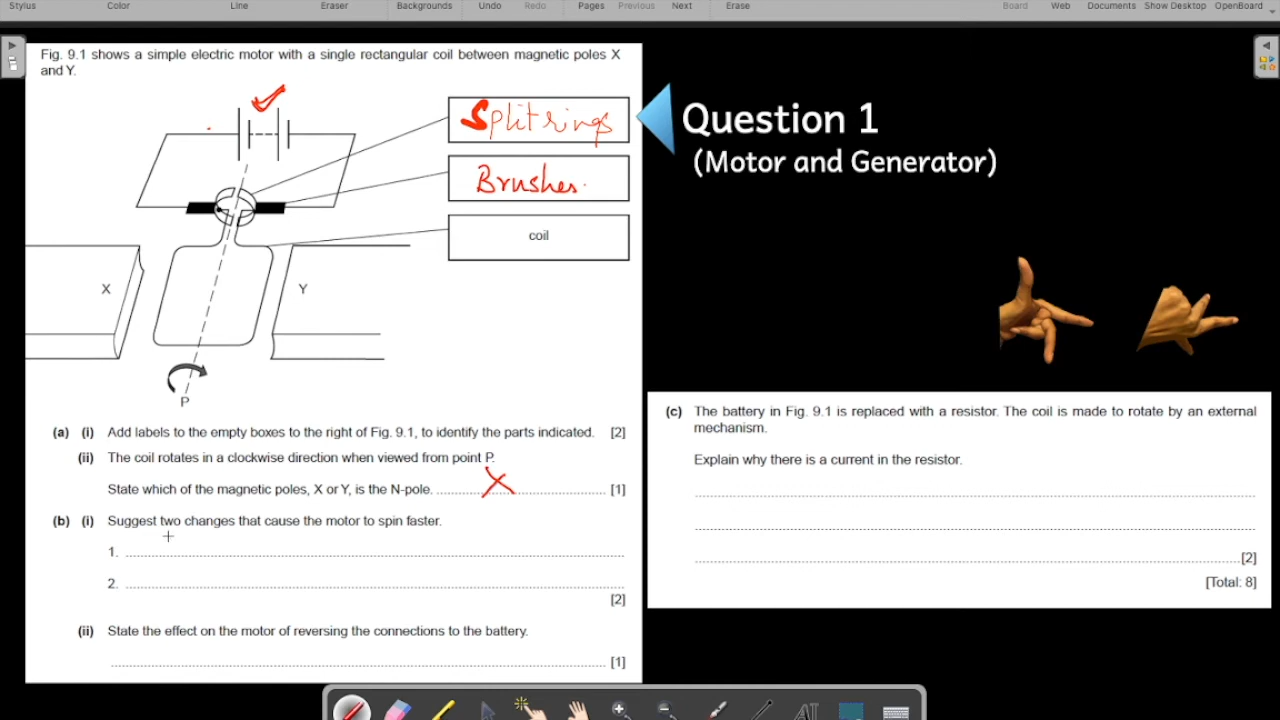 Stylus Color Line Eraser Backgrounds Undo Redo Pages Previous Next Erase Board Web Documents Show Desktop OpenBoard
Fig. 9.1 shows a simple electric motor with a single rectangular coil between magnetic poles X
and Y.
Splitrings
Brushes.
coil
X
Y
P
(a) (i) Add labels to the empty boxes to the right of Fig. 9.1, to identify the parts indicated. [2]
(ii) The coil rotates in a clockwise direction when viewed from point P.
State which of the magnetic poles, X or Y, is the N-pole. X [1]
(b) (i) Suggest two changes that cause the motor to spin faster.
1.
2.
[2]
(ii) State the effect on the motor of reversing the connections to the battery.
[1]
Question 1
(Motor and Generator)
(c) The battery in Fig. 9.1 is replaced with a resistor. The coil is made to rotate by an external
mechanism.
Explain why there is a current in the resistor.
[2]
[Total: 8]